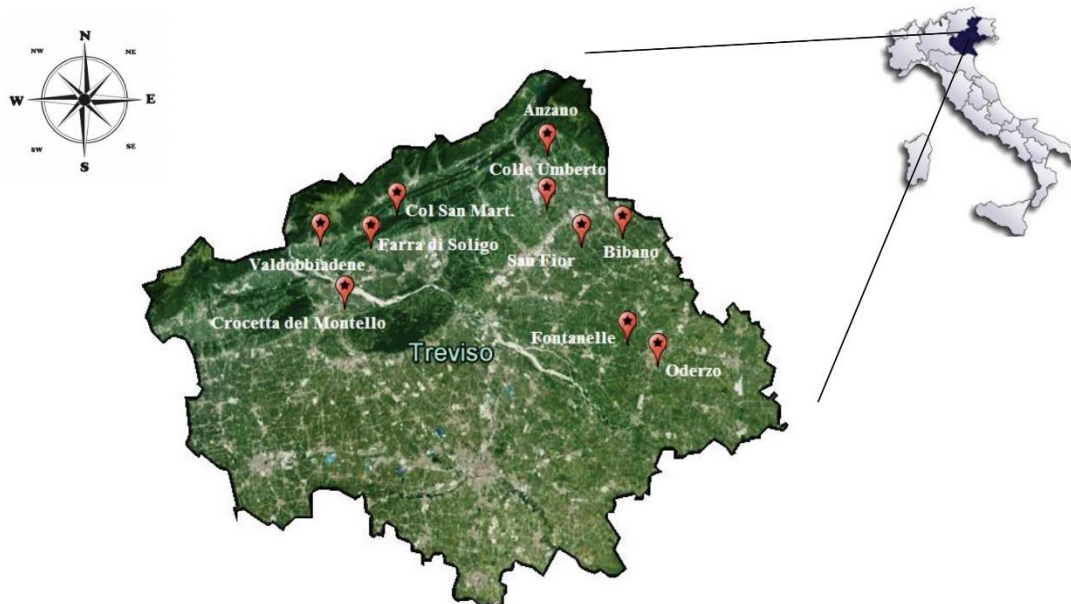 N
NW
NE
W
E
SW
SE
S
Anzano
Colle Umberto
Col San Mart.
Farra di Soligo
San Fior
Bibano
Valdobbiadene
Crocetta del Montello
Fontanelle
Treviso
Oderzo